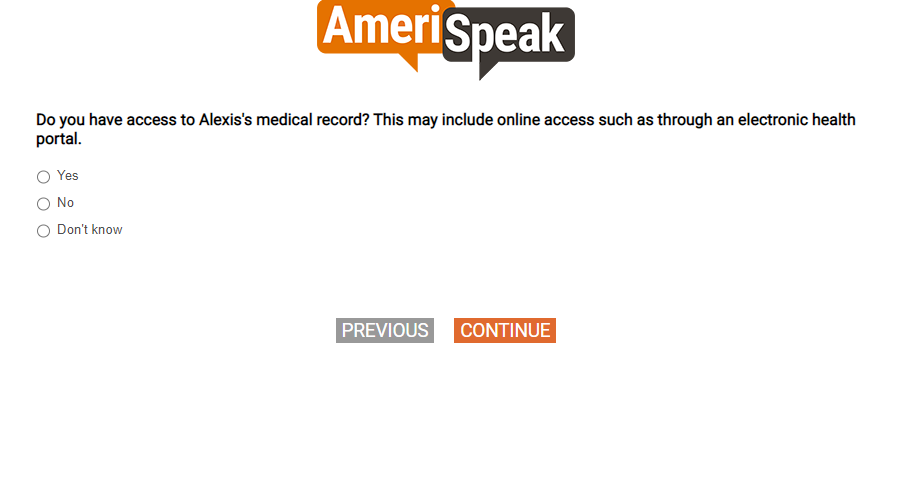 AmeriSpeak
Do you have access to Alexis's medical record? This may include online access such as through an electronic health
portal.
Yes
No
Don't know
PREVIOUS CONTINUE